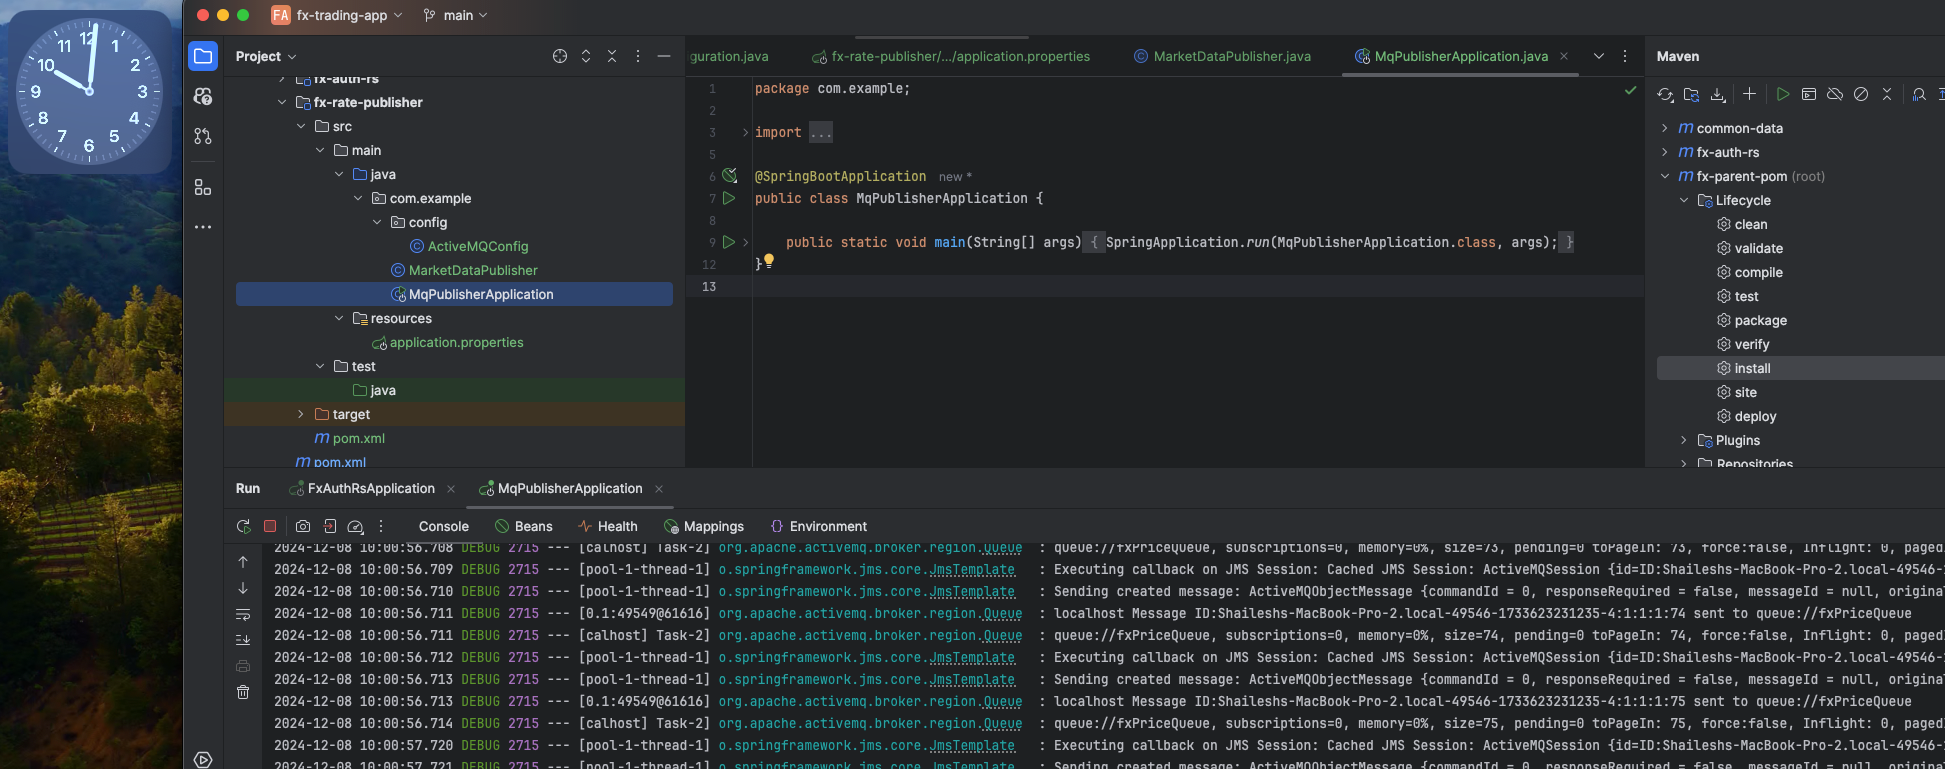 12
1
2
3
4
5
6
7
8
9
10
11
FA fx-trading-app main
Project
fx-auth-rs
fx-rate-publisher
src
main
java
com.example
config
ActiveMQConfig
MarketDataPublisher
MqPublisherApplication
resources
application.properties
test
java
target
m pom.xml
m pom.xml
guration.java fx-rate-publisher/.../application.properties MarketDataPublisher.java MqPublisherApplication.java
1 package com.example;
2
3 import ...
5
6 @SpringBootApplication new *
7 public class MqPublisherApplication {
8
9 public static void main(String[] args) { SpringApplication.run(MqPublisherApplication.class, args); }
12 }
13
Maven
m common-data
m fx-auth-rs
m fx-parent-pom (root)
Lifecycle
clean
validate
compile
test
package
verify
install
site
deploy
Plugins
Repositories
Run FxAuthRsApplication MqPublisherApplication
Console Beans Health Mappings Environment
2024-12-08 10:00:56.708 DEBUG 2715 --- [calhost] Task-2] org.apache.activemq.broker.region.Queue : queue://fxPriceQueue, subscriptions=0, memory=0%, size=73, pending=0 toPageIn: 73, force:false, Inflight: 0, paged
2024-12-08 10:00:56.709 DEBUG 2715 --- [pool-1-thread-1] o.springframework.jms.core.JmsTemplate : Executing callback on JMS Session: Cached JMS Session: ActiveMQSession {id=ID:Shaileshs-MacBook-Pro-2.local-49546-
2024-12-08 10:00:56.710 DEBUG 2715 --- [pool-1-thread-1] o.springframework.jms.core.JmsTemplate : Sending created message: ActiveMQObjectMessage {commandId = 0, responseRequired = false, messageId = null, original
2024-12-08 10:00:56.711 DEBUG 2715 --- [0.1:49549@61616] org.apache.activemq.broker.region.Queue : localhost Message ID:Shaileshs-MacBook-Pro-2.local-49546-1733623231235-4:1:1:1:74 sent to queue://fxPriceQueue
2024-12-08 10:00:56.711 DEBUG 2715 --- [calhost] Task-2] org.apache.activemq.broker.region.Queue : queue://fxPriceQueue, subscriptions=0, memory=0%, size=74, pending=0 toPageIn: 74, force:false, Inflight: 0, paged
2024-12-08 10:00:56.712 DEBUG 2715 --- [pool-1-thread-1] o.springframework.jms.core.JmsTemplate : Executing callback on JMS Session: Cached JMS Session: ActiveMQSession {id=ID:Shaileshs-MacBook-Pro-2.local-49546-
2024-12-08 10:00:56.713 DEBUG 2715 --- [pool-1-thread-1] o.springframework.jms.core.JmsTemplate : Sending created message: ActiveMQObjectMessage {commandId = 0, responseRequired = false, messageId = null, original
2024-12-08 10:00:56.713 DEBUG 2715 --- [0.1:49549@61616] org.apache.activemq.broker.region.Queue : localhost Message ID:Shaileshs-MacBook-Pro-2.local-49546-1733623231235-4:1:1:1:75 sent to queue://fxPriceQueue
2024-12-08 10:00:56.714 DEBUG 2715 --- [calhost] Task-2] org.apache.activemq.broker.region.Queue : queue://fxPriceQueue, subscriptions=0, memory=0%, size=75, pending=0 toPageIn: 75, force:false, Inflight: 0, paged
2024-12-08 10:00:57.720 DEBUG 2715 --- [pool-1-thread-1] o.springframework.jms.core.JmsTemplate : Executing callback on JMS Session: Cached JMS Session: ActiveMQSession {id=ID:Shaileshs-MacBook-Pro-2.local-49546-
2024-12-08 10:00:57.721 DEBUG 2715 --- [pool-1-thread-1] o.springframework.jms.core.JmsTemplate : Sending created message: ActiveMQObjectMessage {commandId = 0, responseRequired = false, messageId = null, original